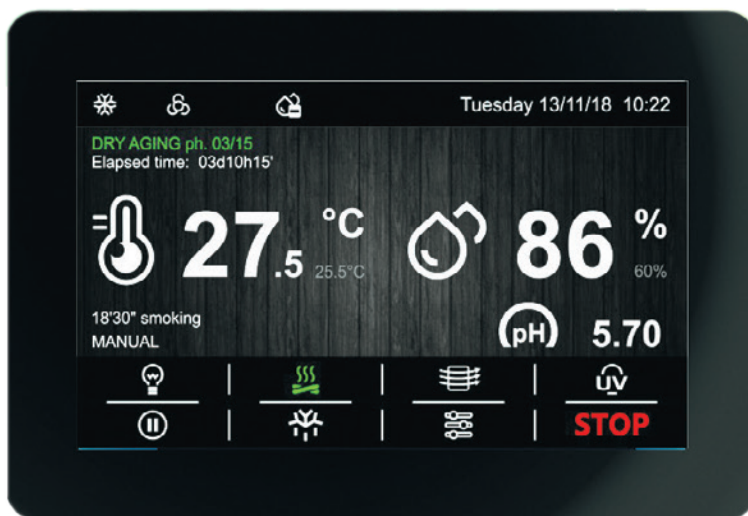 Tuesday 13/11/18 10:22
DRY AGING ph. 03/15
Elapsed time: 03d10h15'
27.5 °C 25.5°C
86 % 60%
18'30" smoking
MANUAL
pH 5.70
UV
STOP